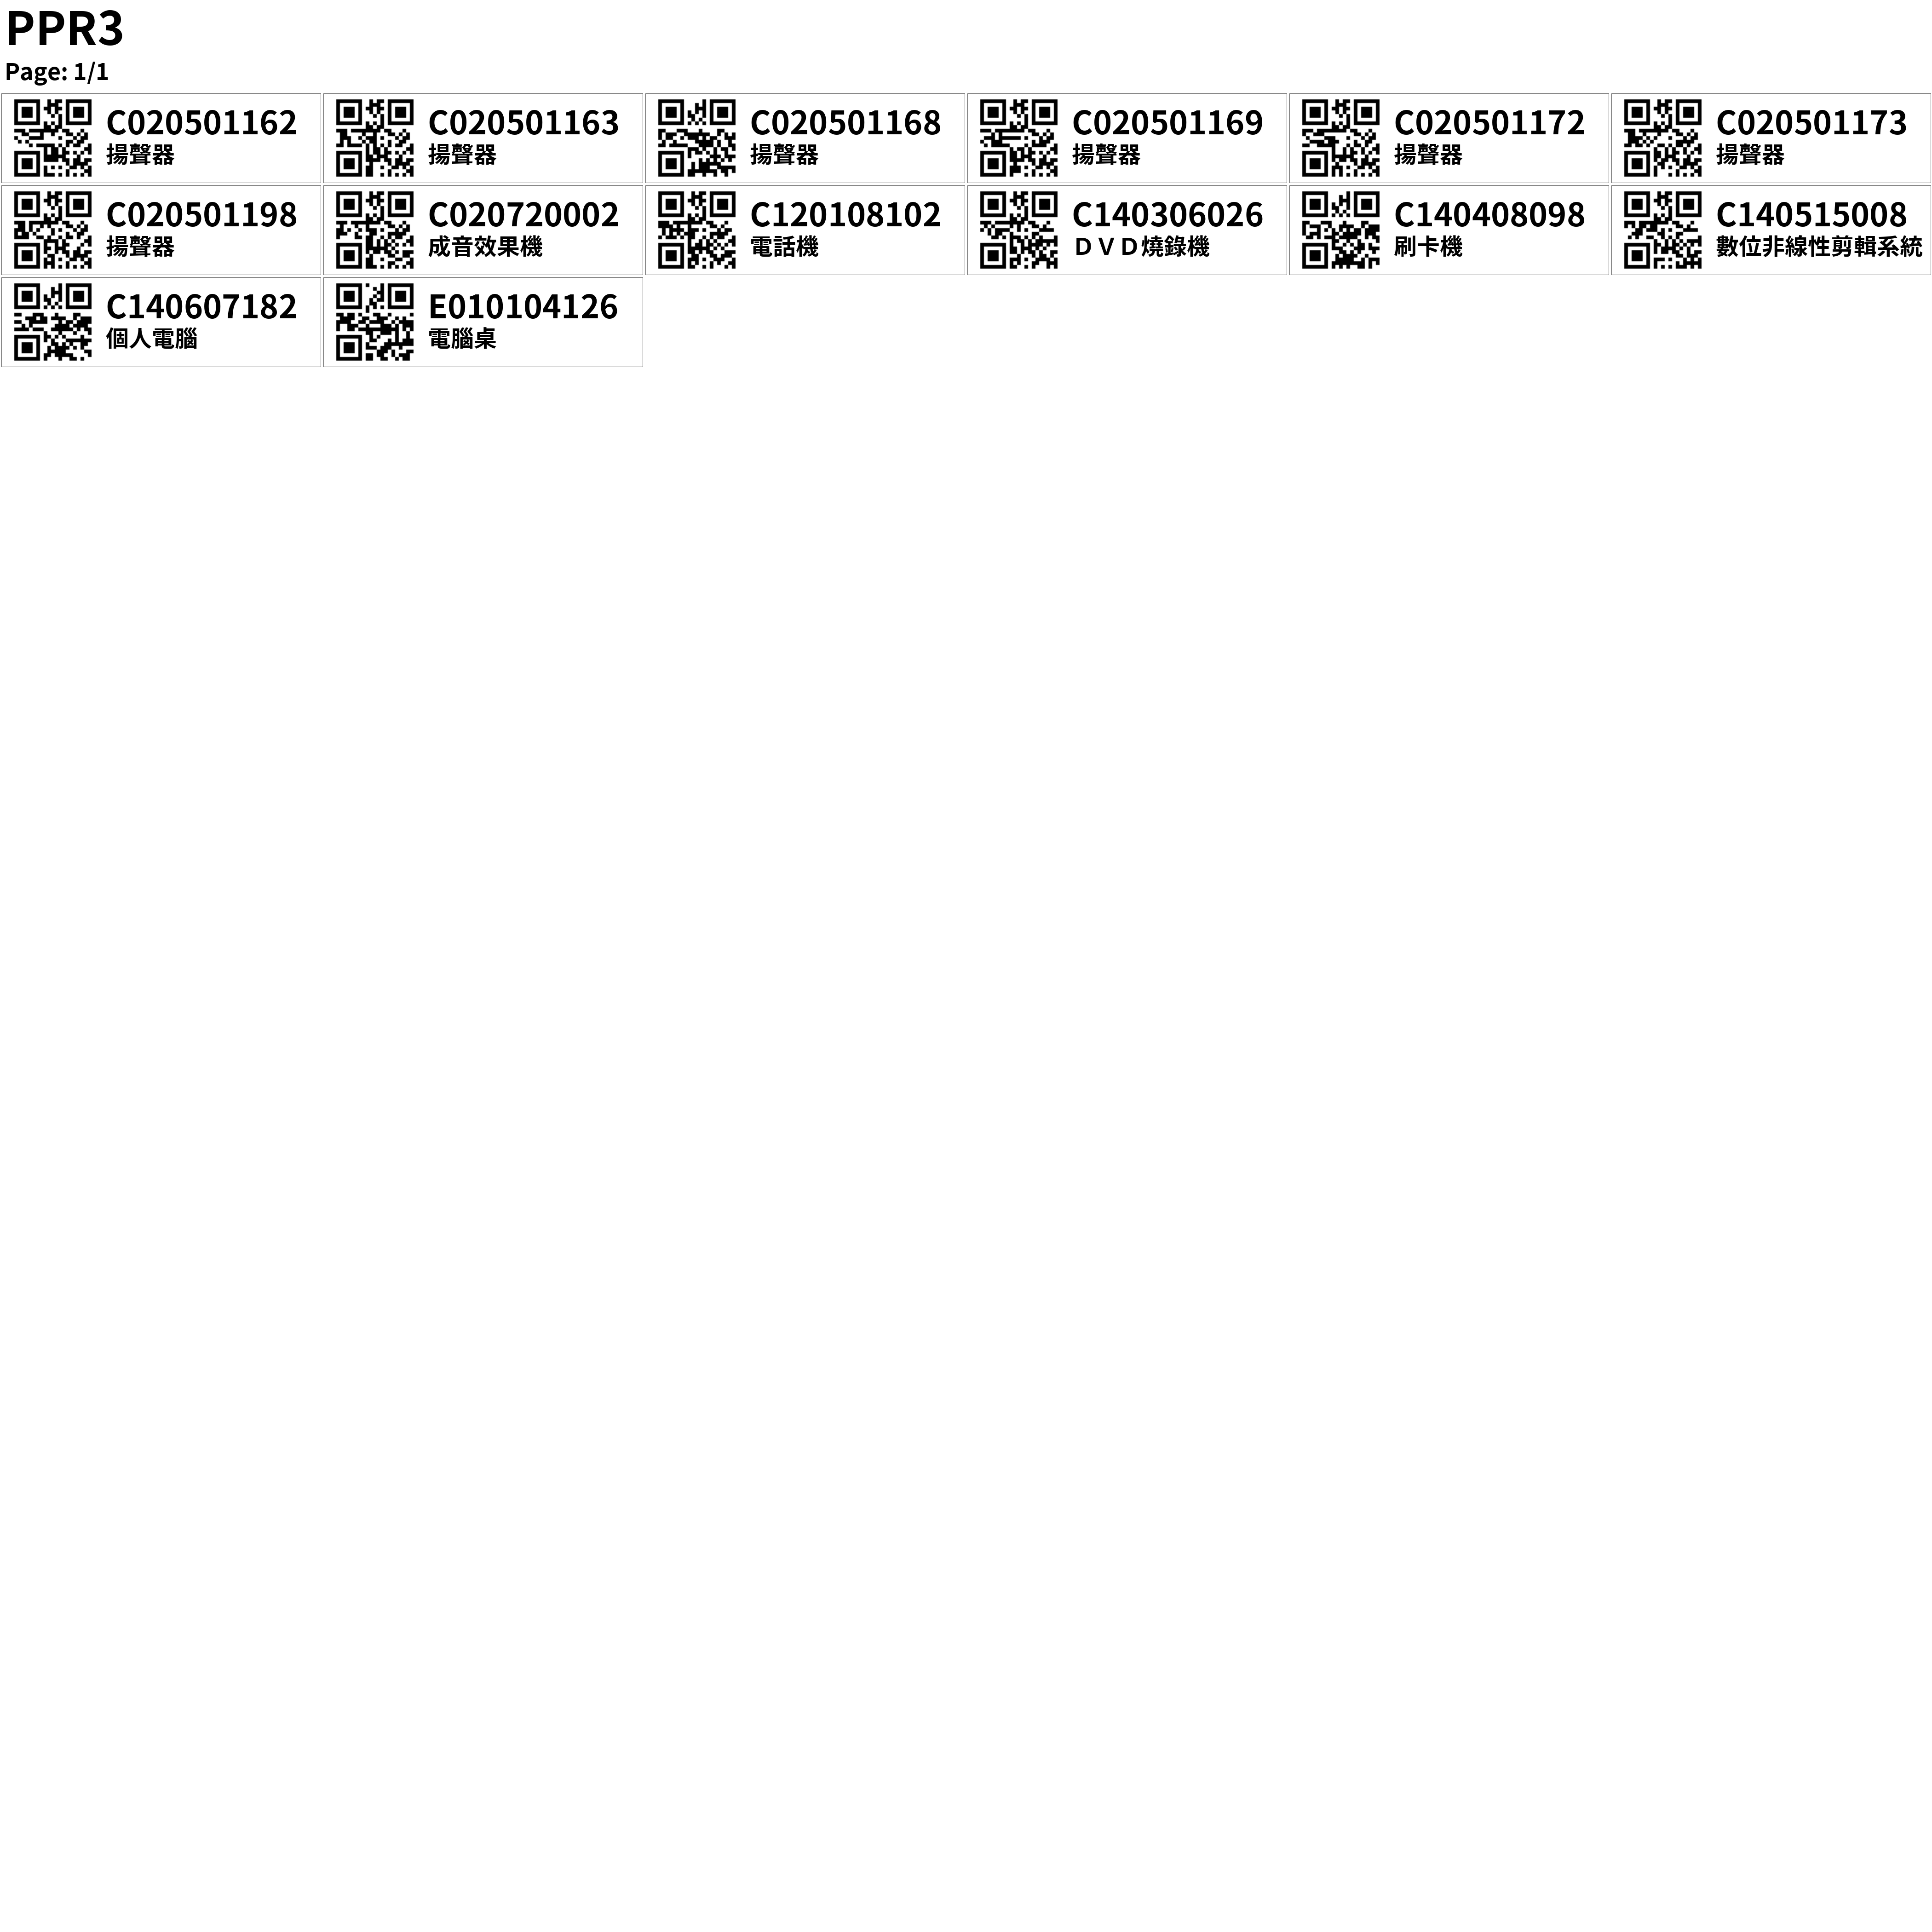 PPR3
Page: 1/1
C020501162
揚聲器
C020501163
揚聲器
C020501168
揚聲器
C020501169
揚聲器
C020501172
揚聲器
C020501173
揚聲器
C020501198
揚聲器
C020720002
成音效果機
C120108102
電話機
C140306026
ＤＶＤ燒錄機
C140408098
刷卡機
C140515008
數位非線性剪輯系統
C140607182
個人電腦
E010104126
電腦桌